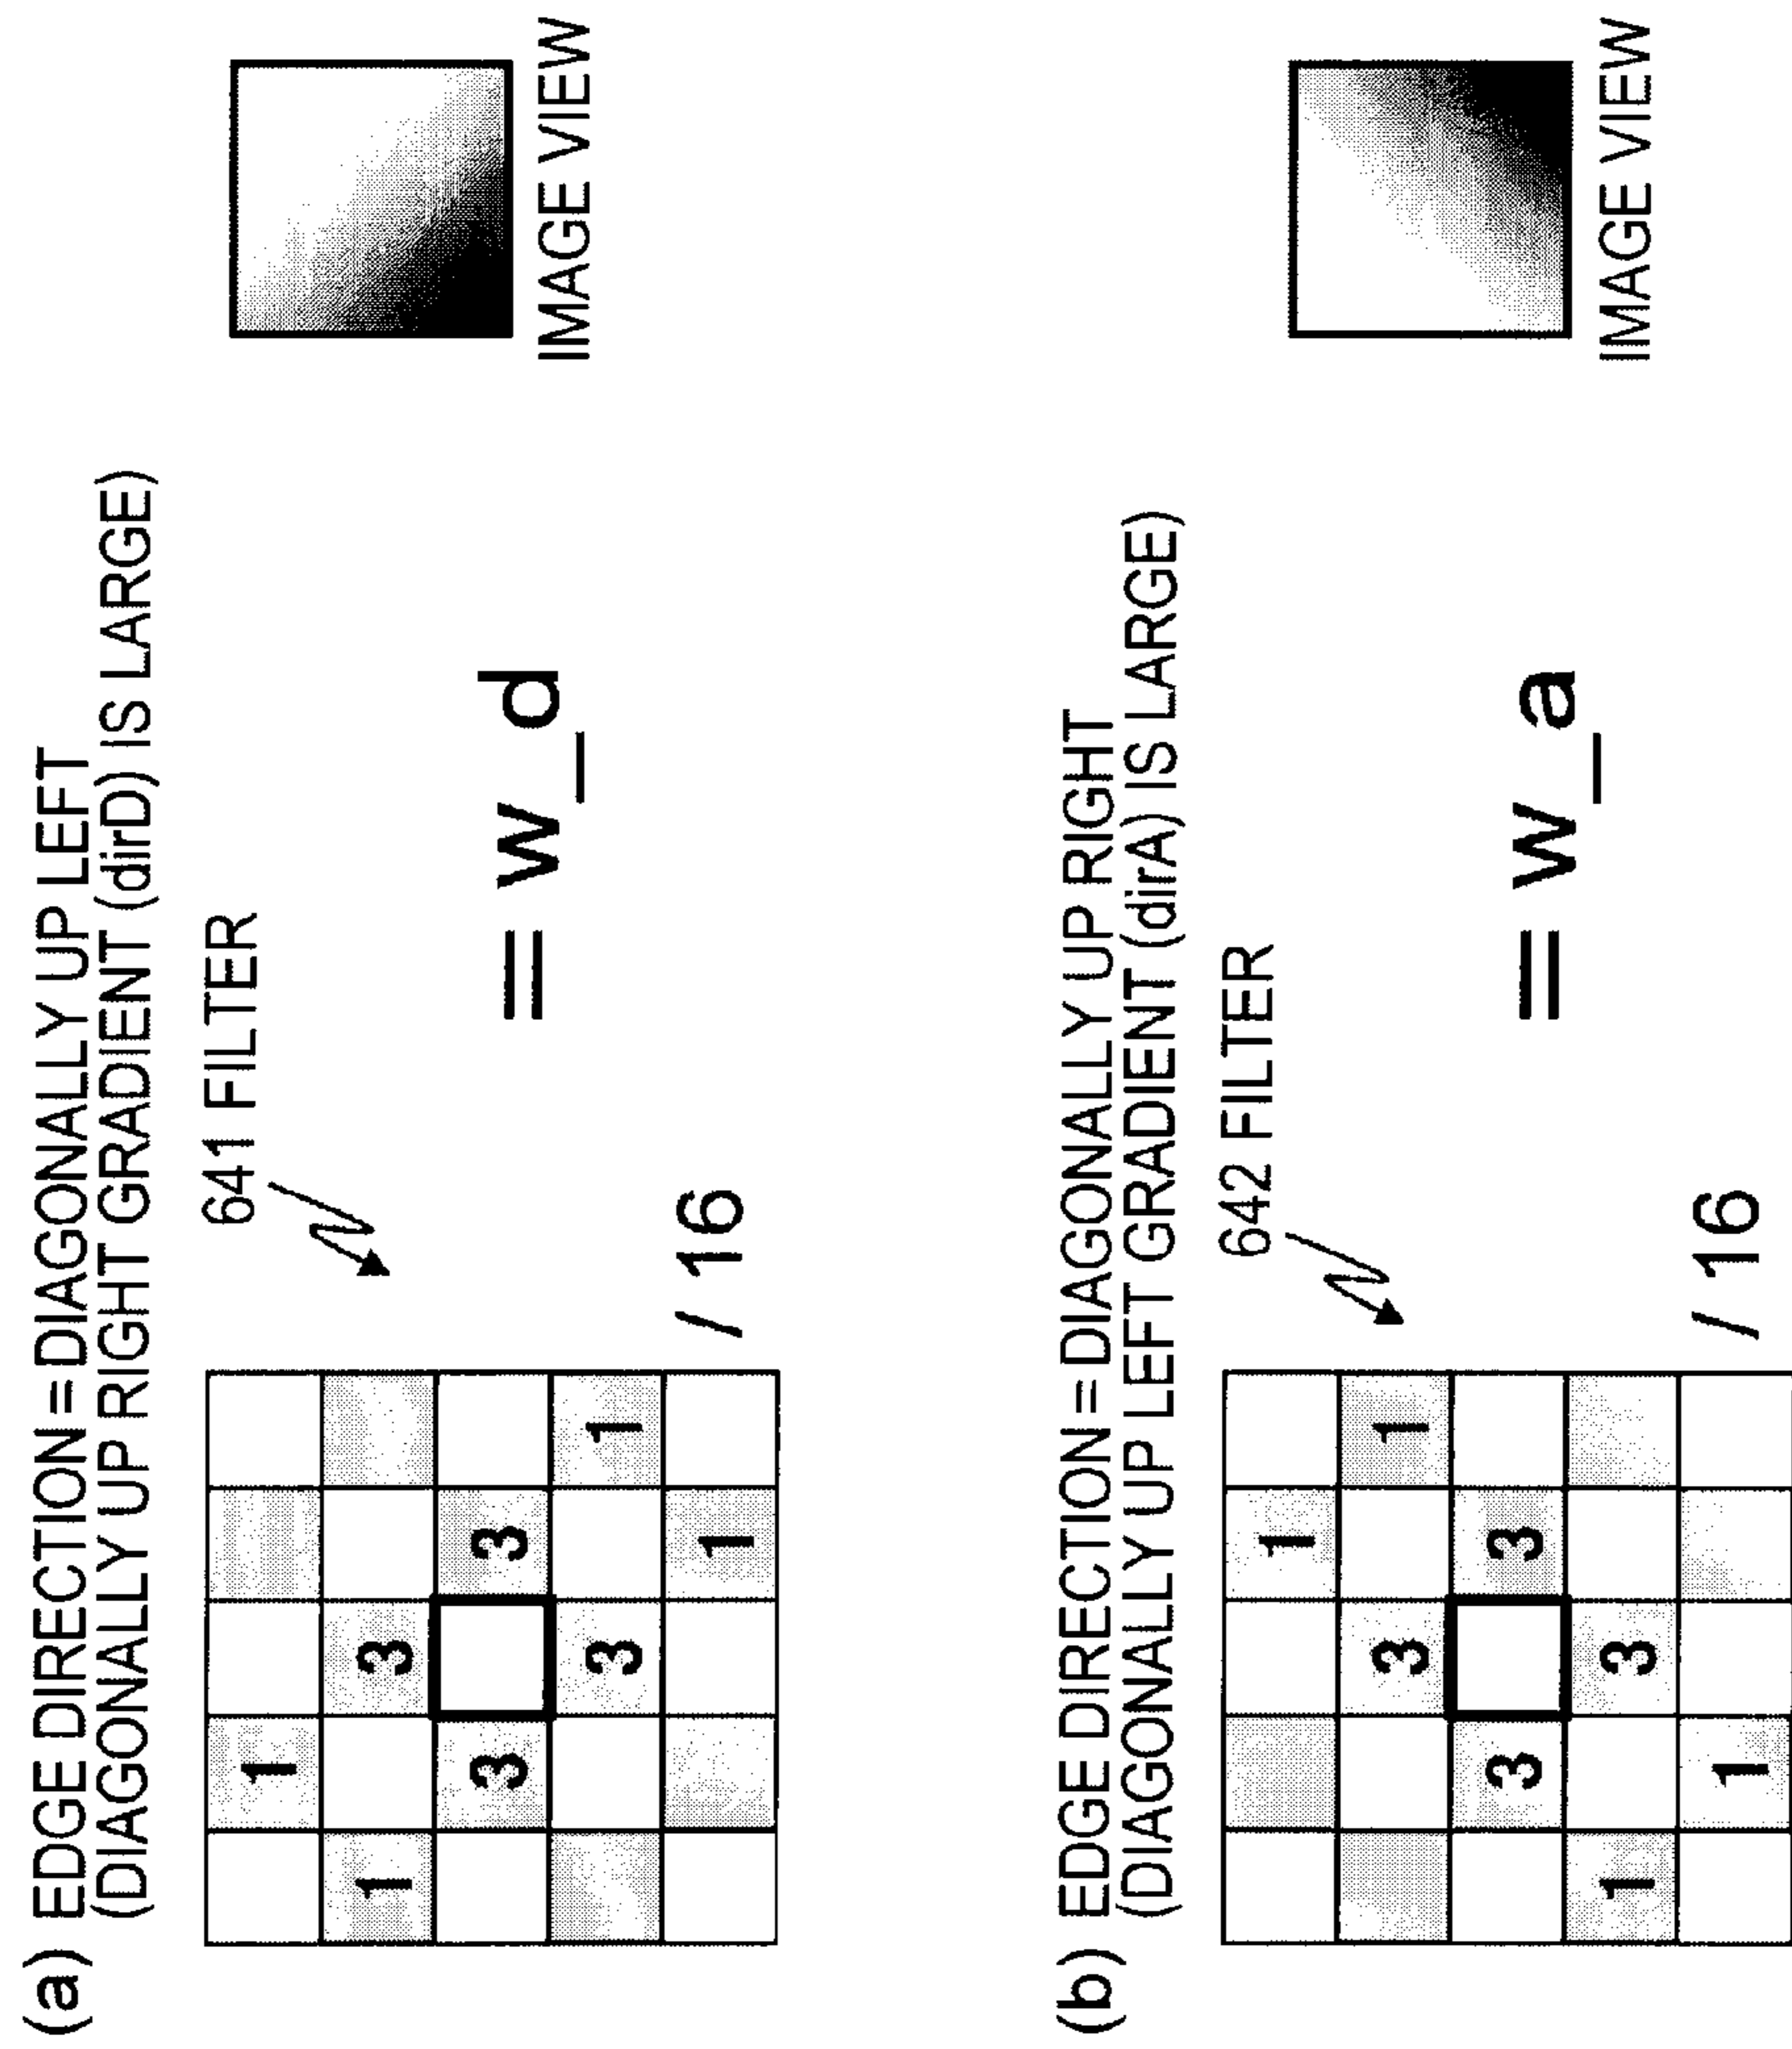 (a) EDGE DIRECTION = DIAGONALLY UP LEFT
(DIAGONALLY UP RIGHT GRADIENT (dirD) IS LARGE)
641 FILTER
1
1 3
3 3
3 1
1
/ 16
= w_d
IMAGE VIEW
(b) EDGE DIRECTION = DIAGONALLY UP RIGHT
(DIAGONALLY UP LEFT GRADIENT (dirA) IS LARGE)
642 FILTER
1
3 1
3 3
1 3
1
/ 16
= w_a
IMAGE VIEW